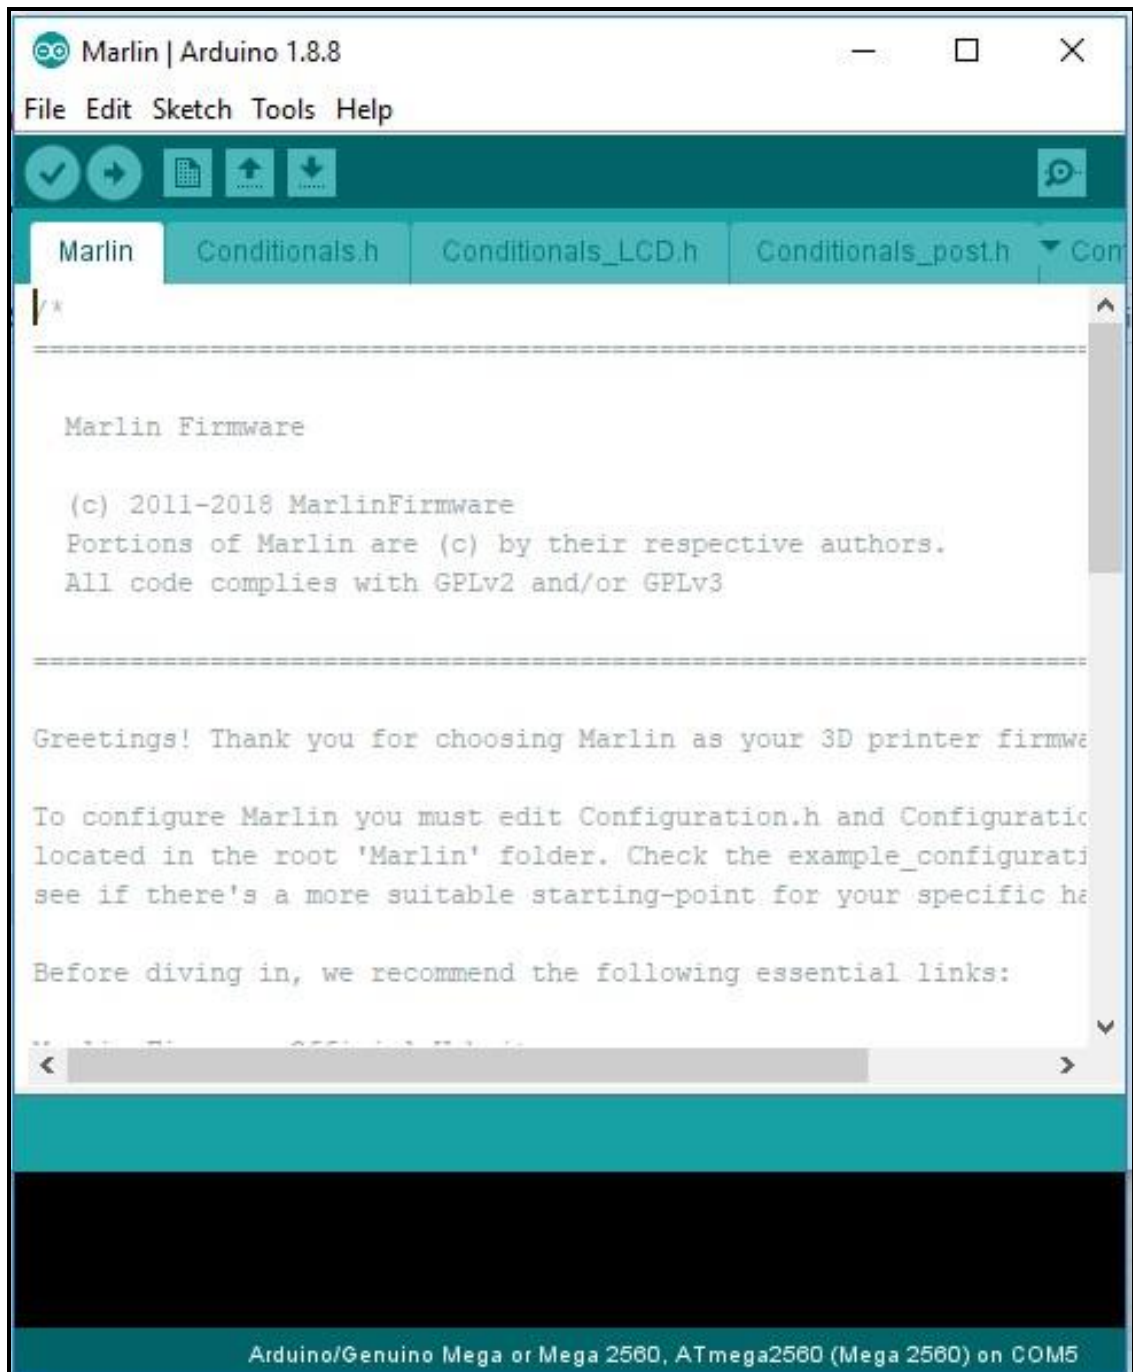 Marlin | Arduino 1.8.8
File Edit Sketch Tools Help
Marlin Conditionals.h Conditionals_LCD.h Conditionals_post.h
/*
==================================================================
Marlin Firmware
(c) 2011-2018 MarlinFirmware
Portions of Marlin are (c) by their respective authors.
All code complies with GPLv2 and/or GPLv3
==================================================================
Greetings! Thank you for choosing Marlin as your 3D printer
To configure Marlin you must edit Configuration.h and
located in the root 'Marlin' folder. Check the
see if there's a more suitable starting-point for your specific
Before diving in, we recommend the following essential links:
Arduino/Genuino Mega or Mega 2560, ATmega2560 (Mega 2560) on COM5